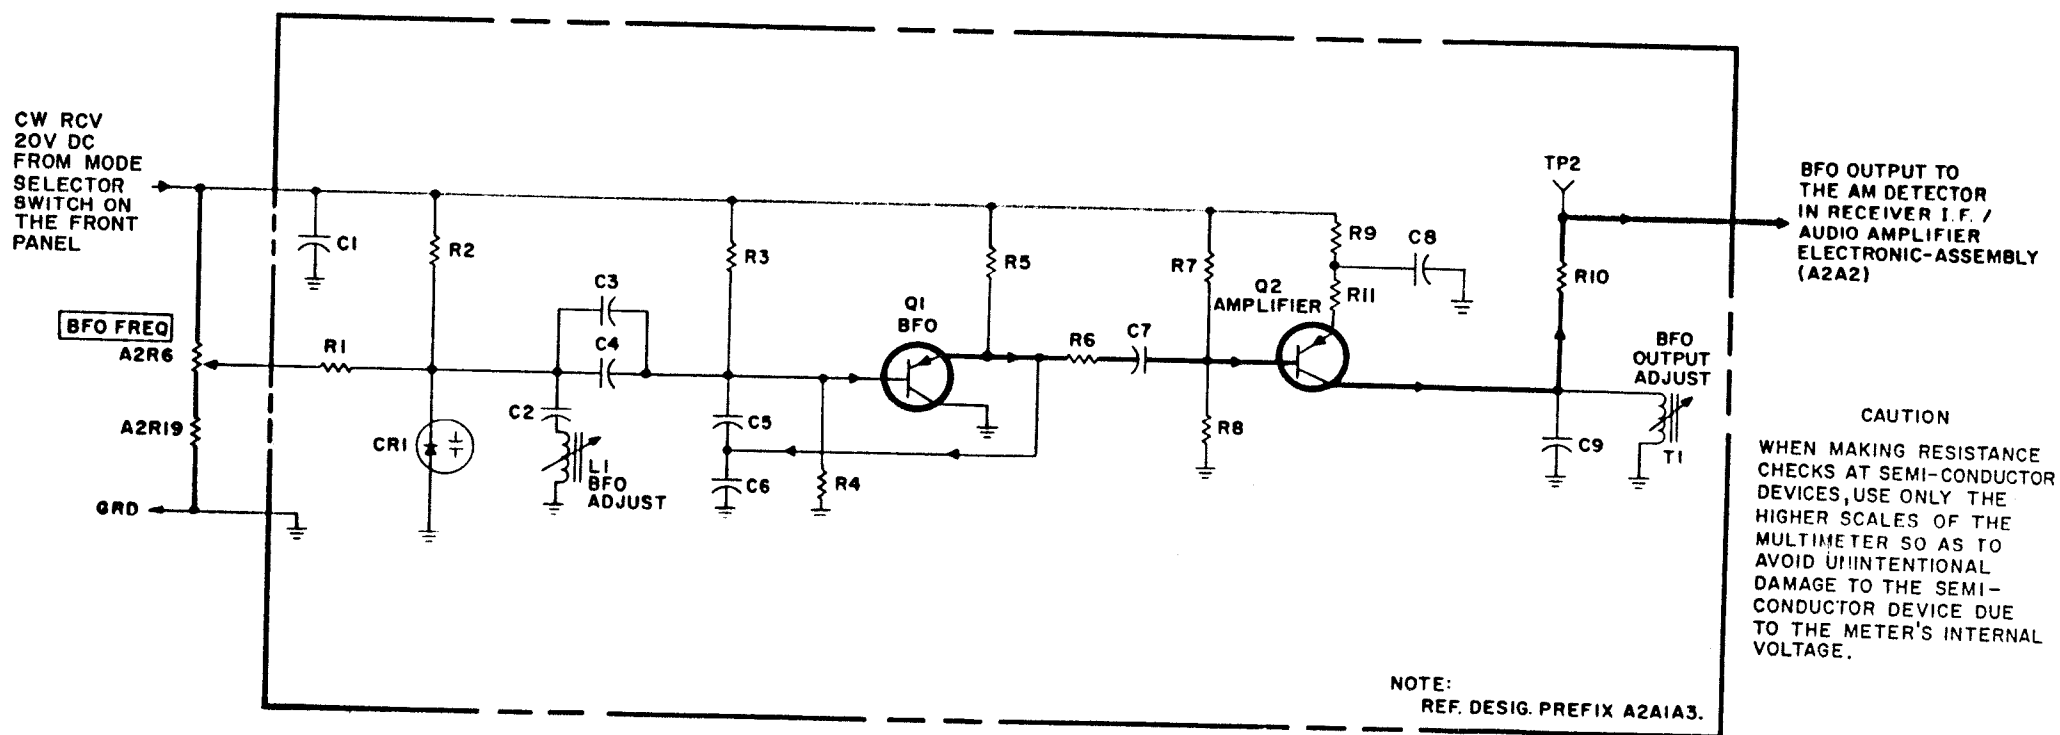 CW RCV
20V DC
FROM MODE
SELECTOR
SWITCH ON
THE FRONT
PANEL
BFO FREQ
A2R6
A2R19
GRD
C1
R1
R2
CR1
C3
C4
C2
L1
BFO
ADJUST
R3
C5
C6
R4
Q1
BFO
R5
R6
C7
R7
R8
Q2
AMPLIFIER
R9
C8
R11
TP2
R10
C9
BFO
OUTPUT
ADJUST
T1
BFO OUTPUT TO
THE AM DETECTOR
IN RECEIVER I.F. /
AUDIO AMPLIFIER
ELECTRONIC-ASSEMBLY
(A2A2)
CAUTION
WHEN MAKING RESISTANCE
CHECKS AT SEMI-CONDUCTOR
DEVICES, USE ONLY THE
HIGHER SCALES OF THE
MULTIMETER SO AS TO
AVOID UNINTENTIONAL
DAMAGE TO THE SEMI-
CONDUCTOR DEVICE DUE
TO THE METER'S INTERNAL
VOLTAGE.
NOTE:
REF. DESIG. PREFIX A2A1A3.